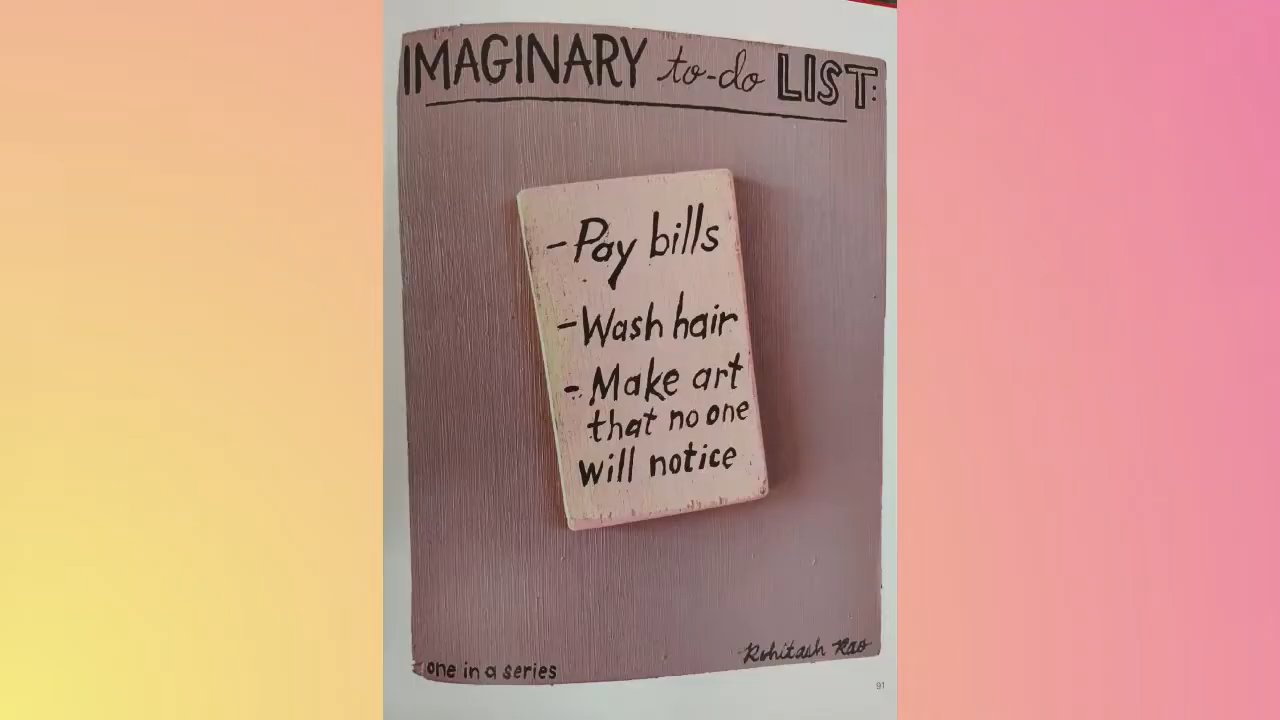 IMAGINARY to-do LIST:
- Pay bills
- Wash hair
- Make art
that no one
will notice
one in a series
Rohitash Rao
91